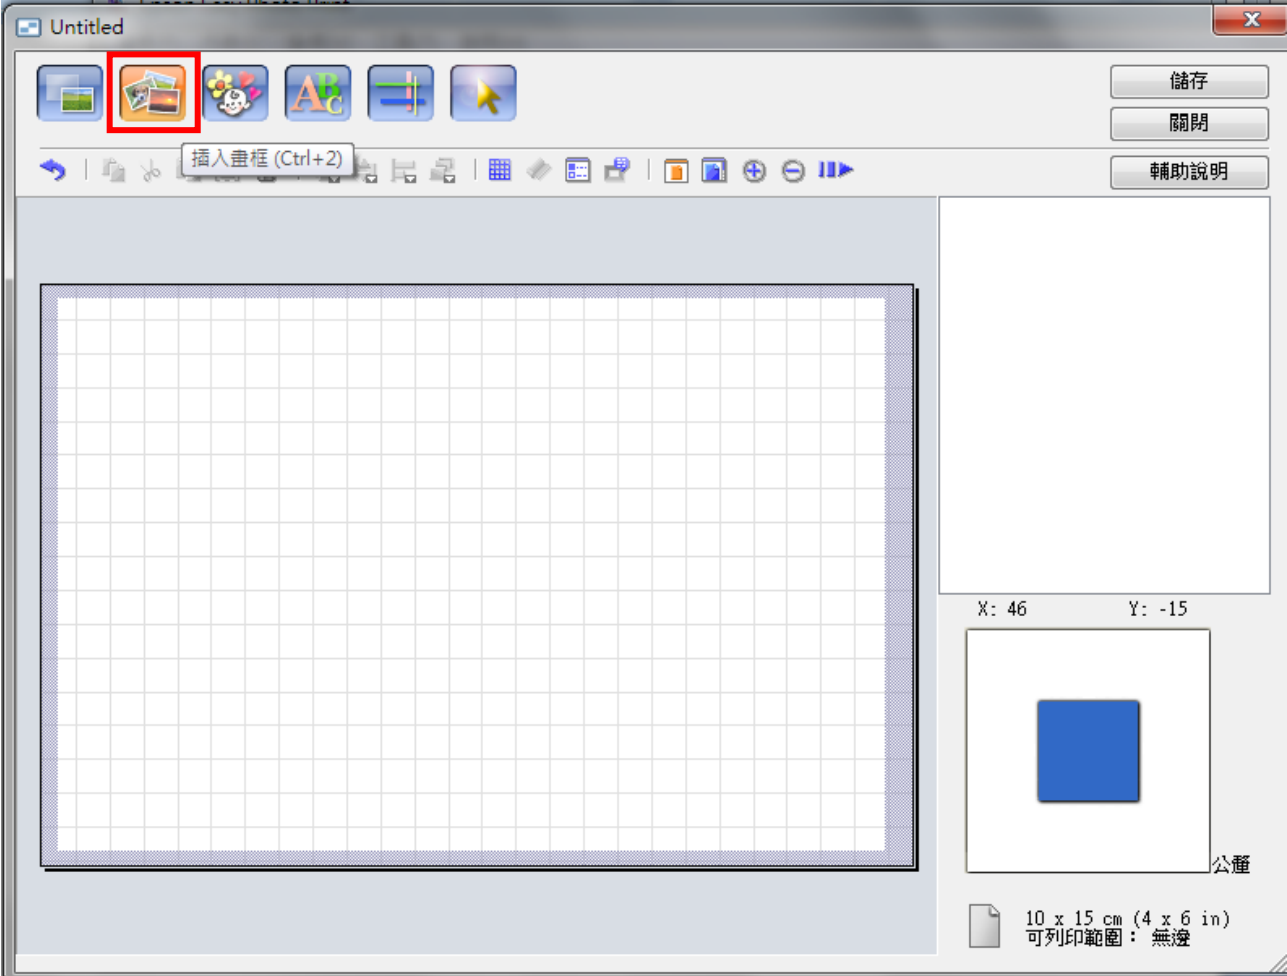 Untitled
儲存
關閉
插入畫框 (Ctrl+2)
輔助說明
X: 46 Y: -15
公釐
10 x 15 cm (4 x 6 in)
可列印範圍： 無邊